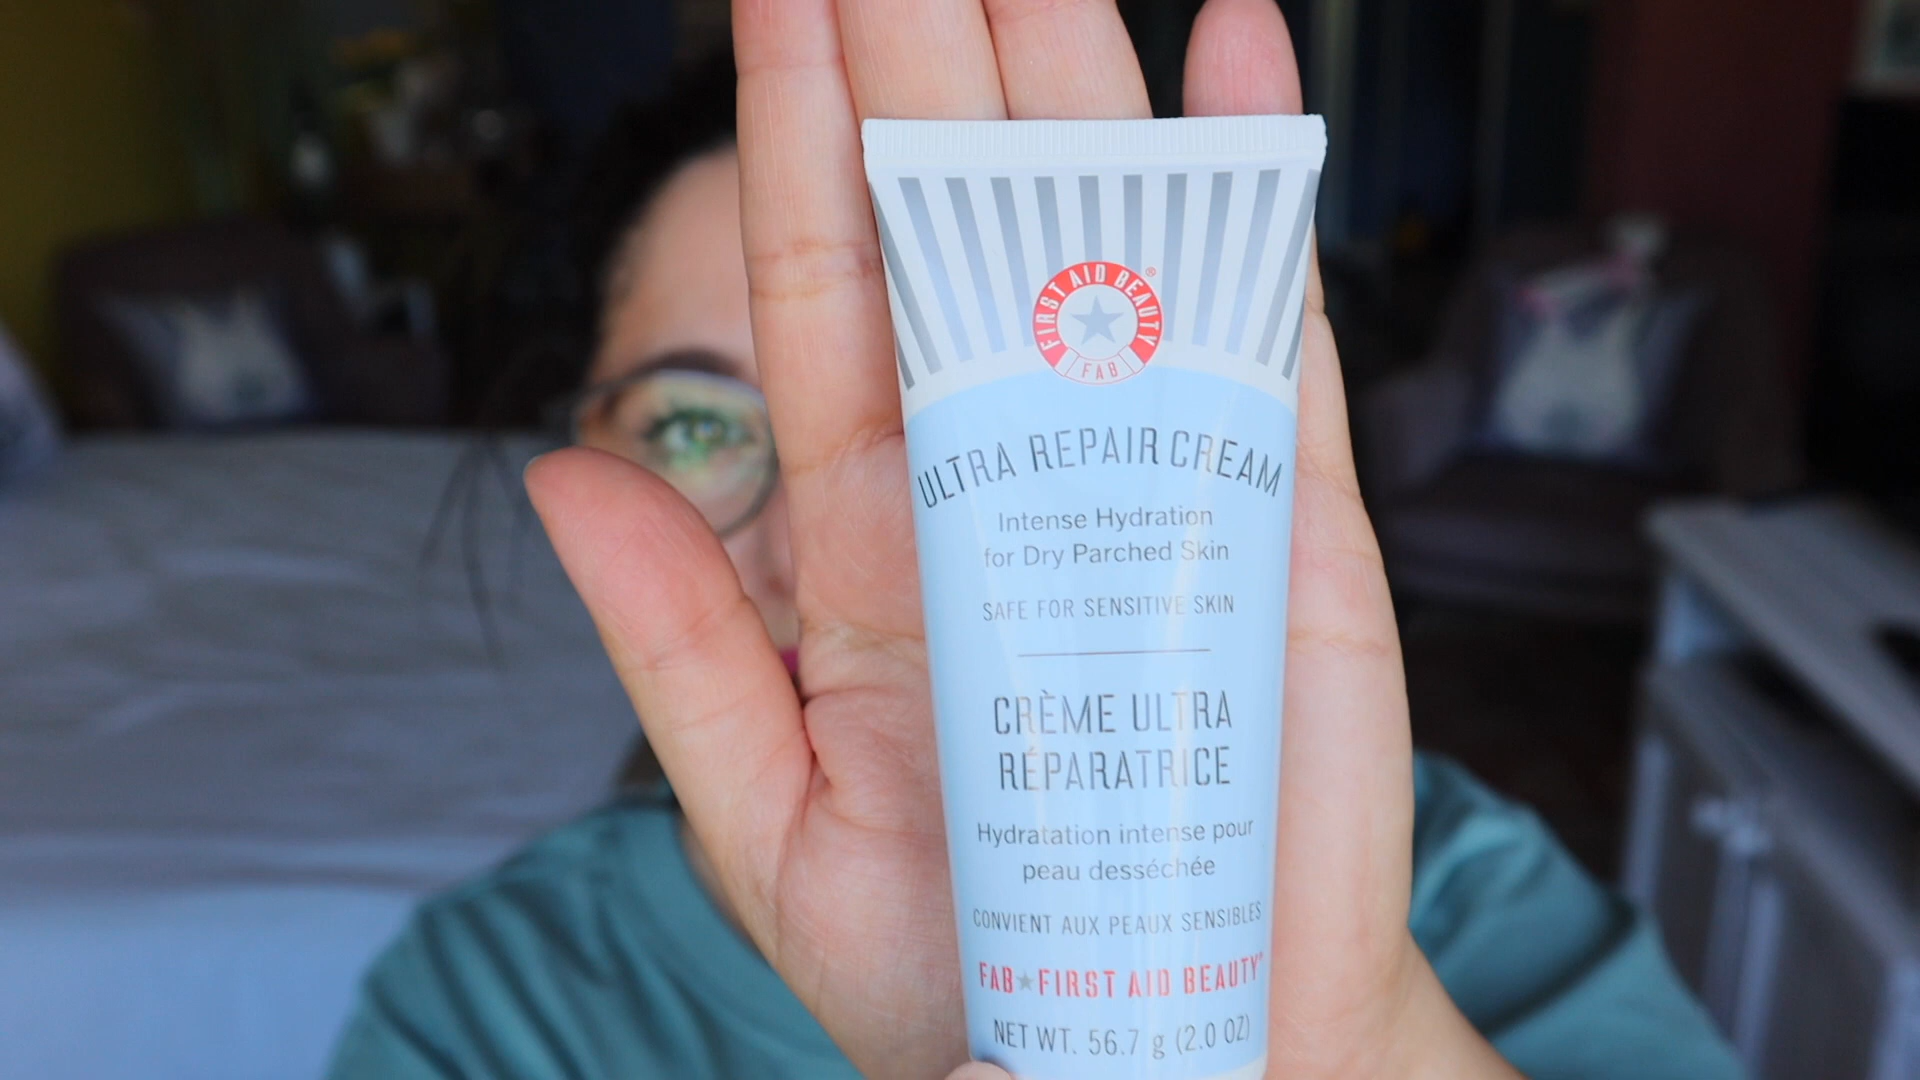 FIRST AID BEAUTY®
FAB
ULTRA REPAIR CREAM
Intense Hydration
for Dry Parched Skin
SAFE FOR SENSITIVE SKIN
CRÈME ULTRA
RÉPARATRICE
Hydratation intense pour
peau desséchée
CONVIENT AUX PEAUX SENSIBLES
FAB★FIRST AID BEAUTY®
NET WT. 56.7 g (2.0 OZ)